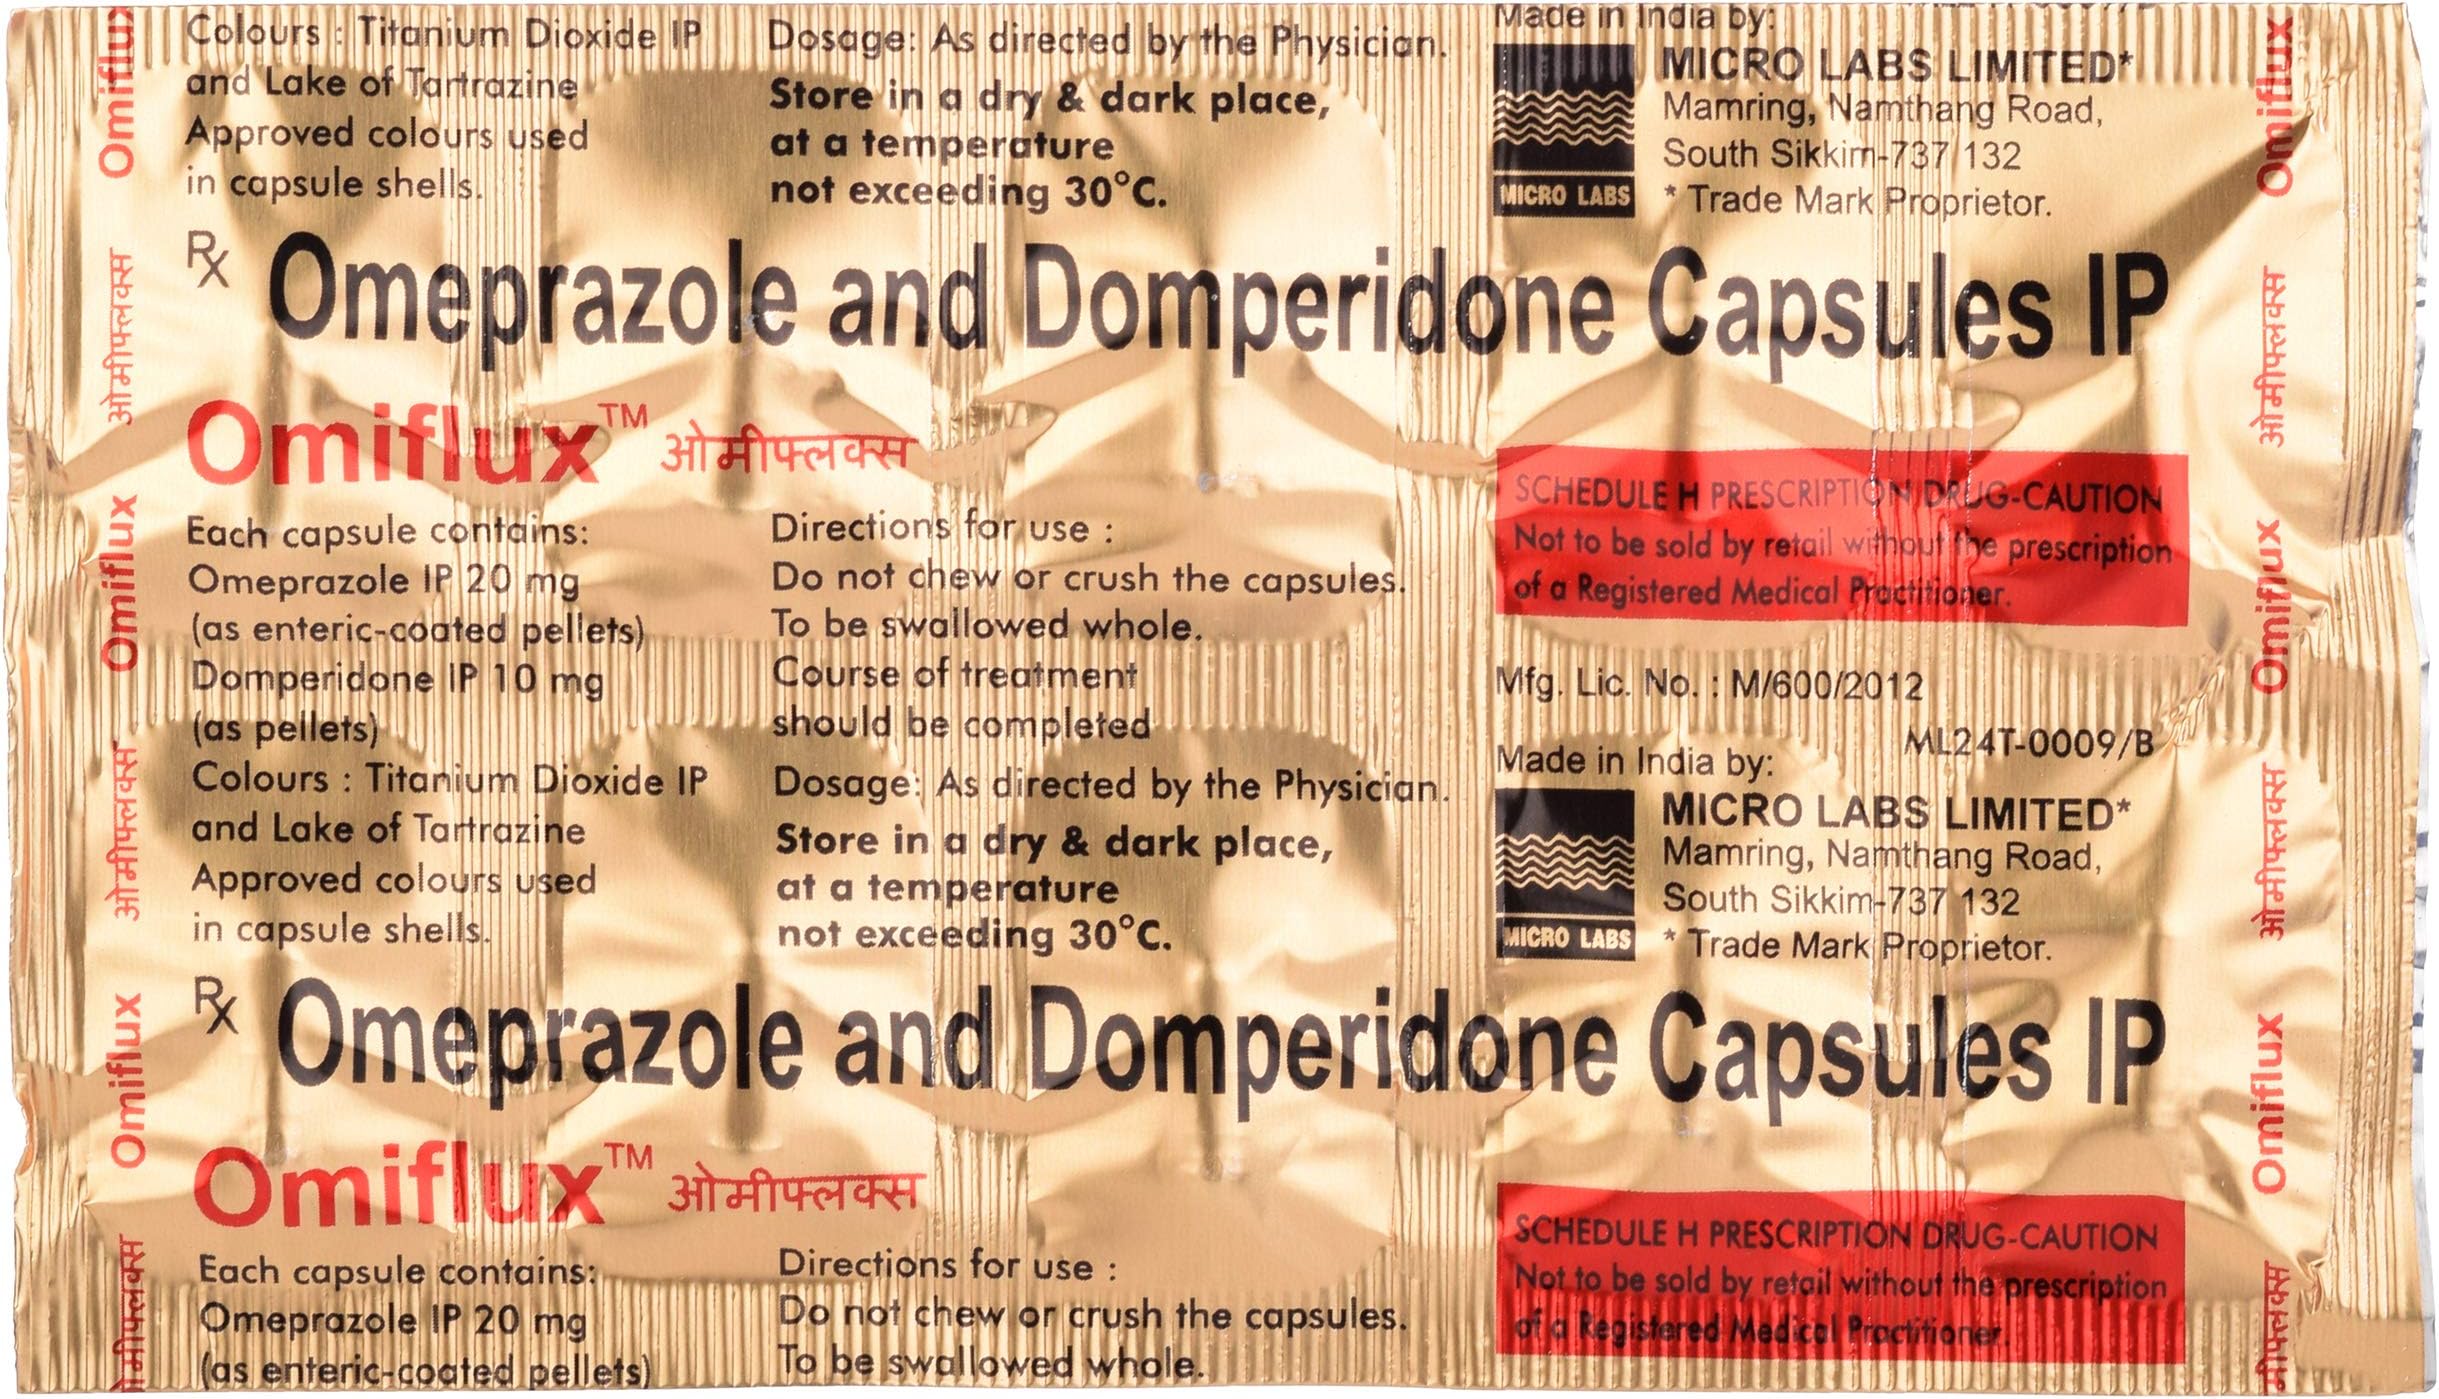 Colours : Titanium Dioxide IP
and Lake of Tartrazine
Approved colours used
in capsule shells.
Dosage: As directed by the Physician.
Store in a dry & dark place,
at a temperature
not exceeding 30°C.
Made in India by:
MICRO LABS LIMITED*
Mamring, Namthang Road,
South Sikkim-737 132
* Trade Mark Proprietor.
MICRO LABS
Rx Omeprazole and Domperidone Capsules IP
Omiflux™ ओमीफ्लक्स
Each capsule contains:
Omeprazole IP 20 mg
(as enteric-coated pellets)
Domperidone IP 10 mg
(as pellets)
Colours : Titanium Dioxide IP
and Lake of Tartrazine
Approved colours used
in capsule shells.
Directions for use :
Do not chew or crush the capsules.
To be swallowed whole.
Course of treatment
should be completed
Dosage: As directed by the Physician.
Store in a dry & dark place,
at a temperature
not exceeding 30°C.
SCHEDULE H PRESCRIPTION DRUG-CAUTION
Not to be sold by retail without the prescription
of a Registered Medical Practitioner.
Mfg. Lic. No. : M/600/2012
ML24T-0009/B
Made in India by:
MICRO LABS LIMITED*
Mamring, Namthang Road,
South Sikkim-737 132
* Trade Mark Proprietor.
MICRO LABS
Rx Omeprazole and Domperidone Capsules IP
Omiflux™ ओमीफ्लक्स
Each capsule contains:
Omeprazole IP 20 mg
(as enteric-coated pellets)
Directions for use :
Do not chew or crush the capsules.
To be swallowed whole.
SCHEDULE H PRESCRIPTION DRUG-CAUTION
Not to be sold by retail without the prescription
of a Registered Medical Practitioner.
Omiflux
ओमीफ्लक्स
Omiflux
ओमीफ्लक्स
Omiflux
Omiflux
ओमीफ्लक्स
Omiflux
ओमीफ्लक्स
Omiflux